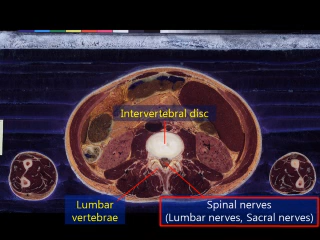 Intervertebral disc
Lumbar
vertebrae
Spinal nerves
(Lumbar nerves, Sacral nerves)